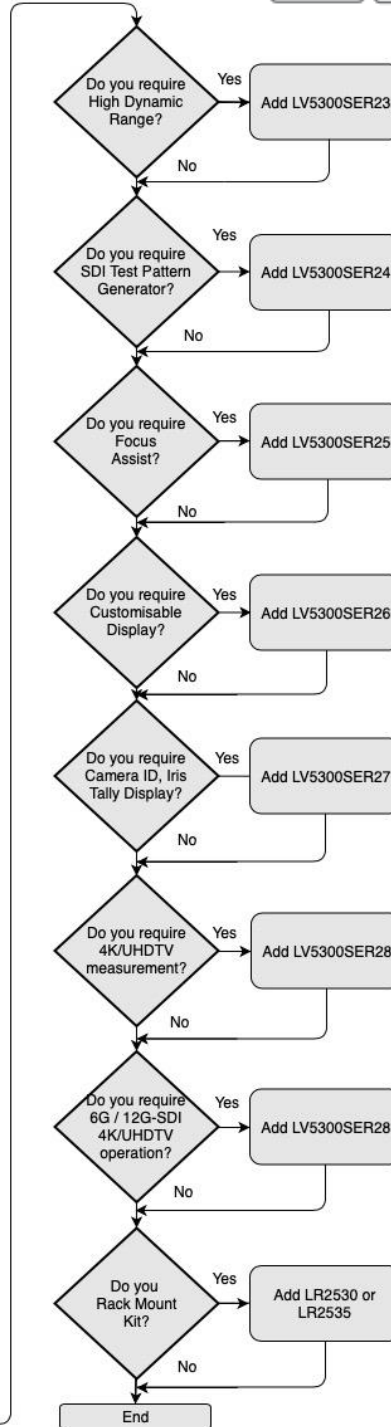 Do you require
High Dynamic
Range?
Yes
Add LV5300SER23
No
Do you require
SDI Test Pattern
Generator?
Yes
Add LV5300SER24
No
Do you require
Focus
Assist?
Yes
Add LV5300SER25
No
Do you require
Customisable
Display?
Yes
Add LV5300SER26
No
Do you require
Camera ID, Iris
Tally Display?
Yes
Add LV5300SER27
No
Do you require
4K/UHDTV
measurement?
Yes
Add LV5300SER28
No
Do you require
6G / 12G-SDI
4K/UHDTV
operation?
Yes
Add LV5300SER28
No
Do you
Rack Mount
Kit?
Yes
Add LR2530 or
LR2535
No
End